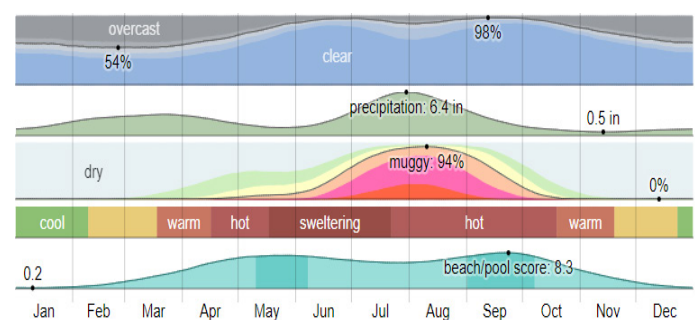 overcast
98%
54%
clear
precipitation: 6.4 in
0.5 in
muggy: 94%
dry
0%
cool warm hot sweltering hot warm
0.2
beach/pool score: 8.3
Jan Feb Mar Apr May Jun Jul Aug Sep Oct Nov Dec